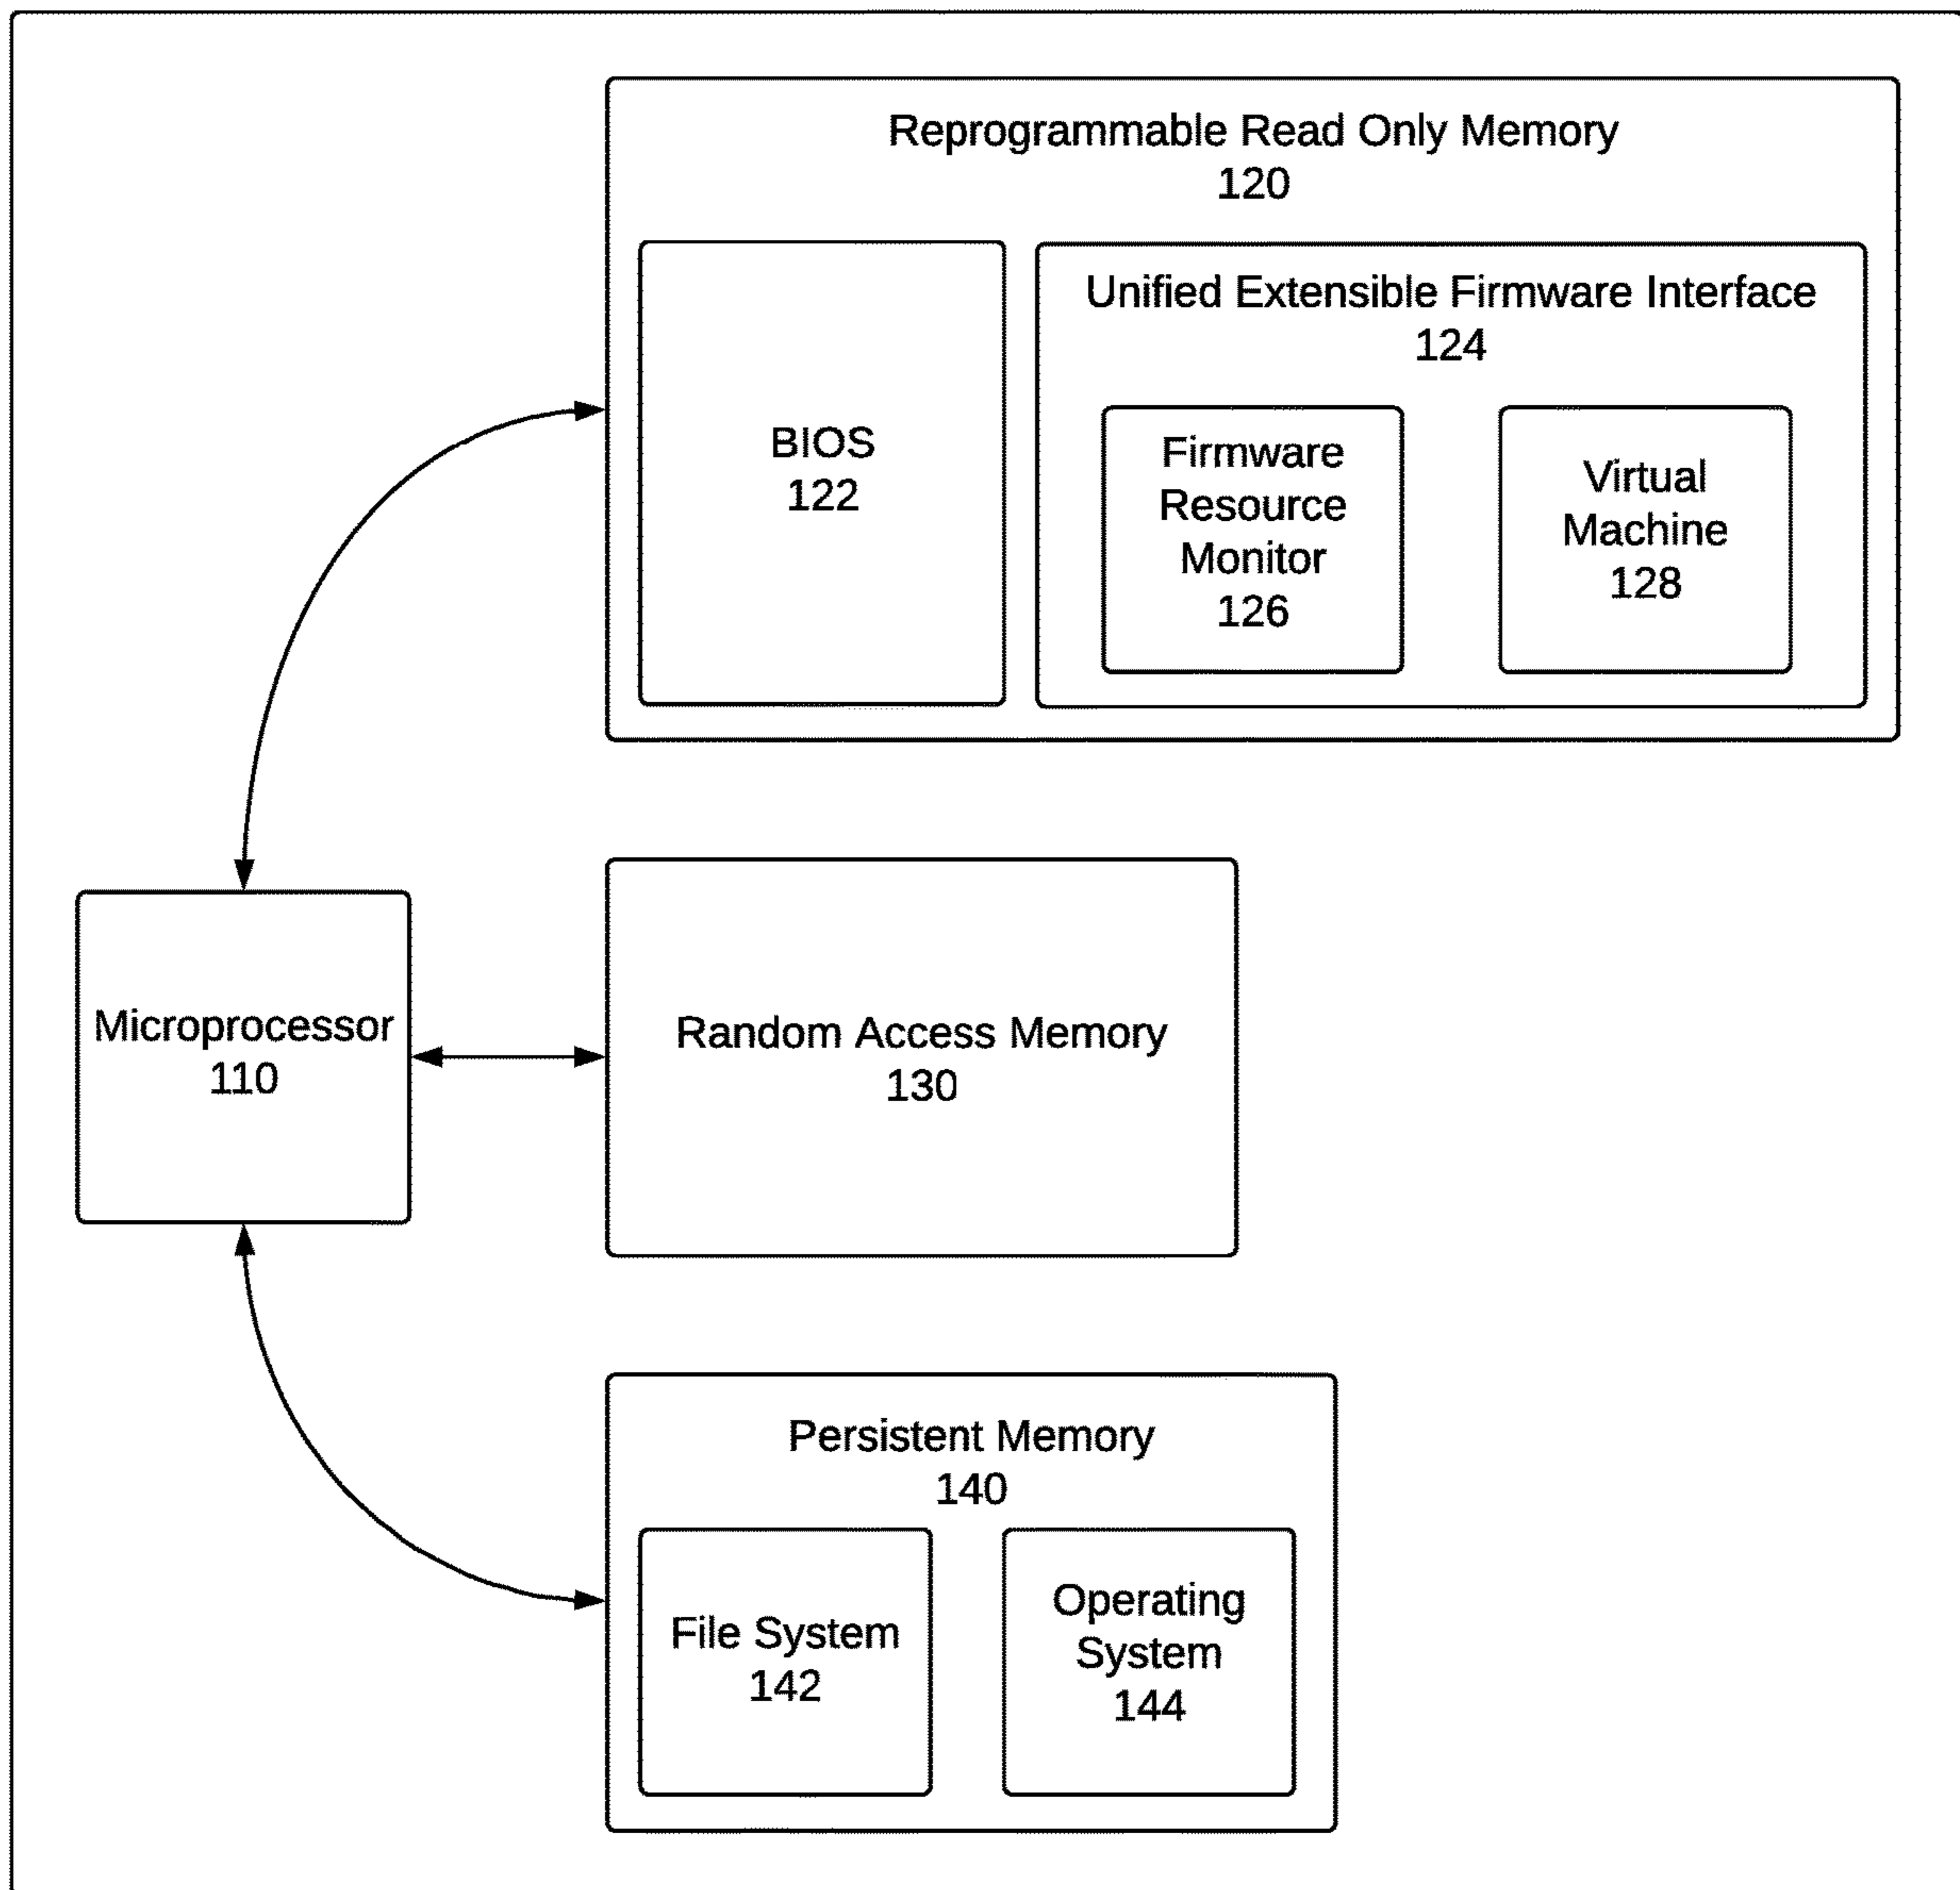 Reprogrammable Read Only Memory
120
BIOS
122
Unified Extensible Firmware Interface
124
Firmware
Resource
Monitor
126
Virtual
Machine
128
Microprocessor
110
Random Access Memory
130
Persistent Memory
140
File System
142
Operating
System
144